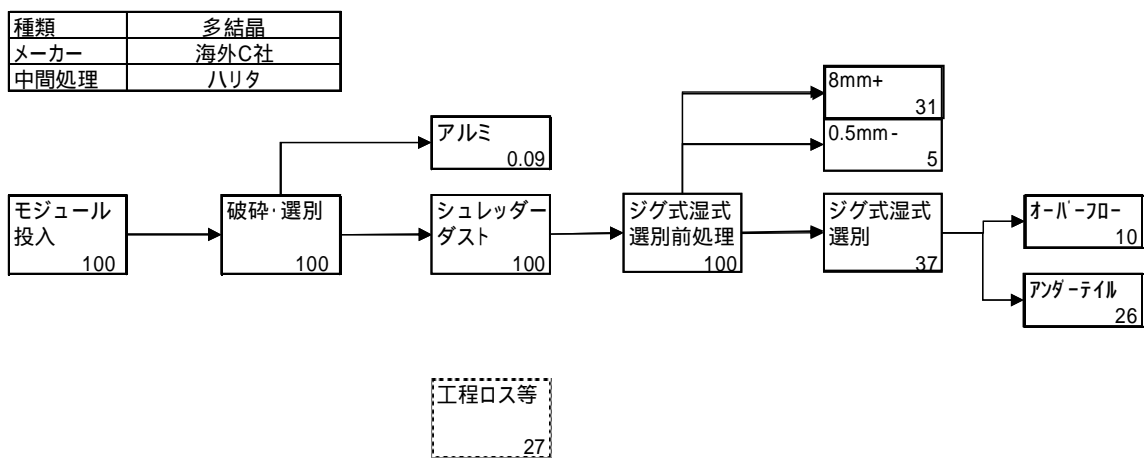 種類 多結晶
メーカー 海外C社
中間処理 ハリタ
8mm+
31
0.5mm-
5
アルミ
0.09
モジュール
投入
100
破砕・選別
100
シュレッダー
ダスト
100
ジグ式湿式
選別前処理
100
ジグ式湿式
選別
37
オーバーフロー
10
アンダーテイル
26
工程ロス等
27